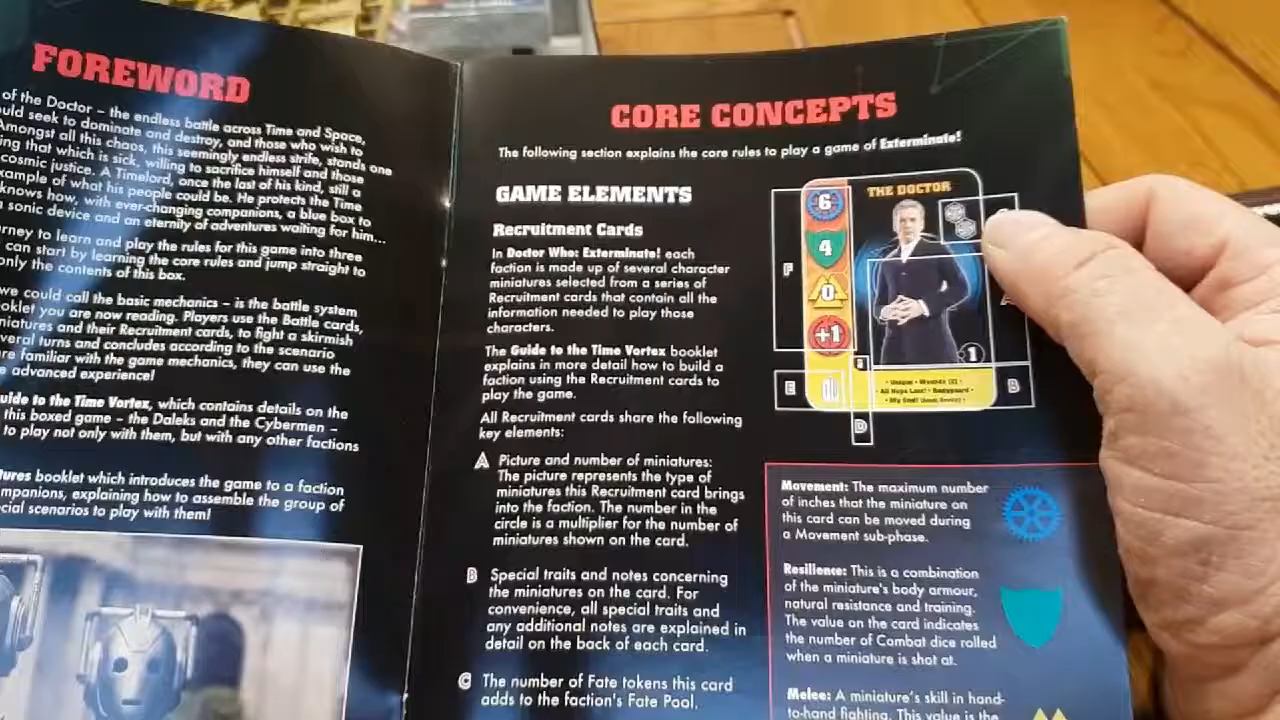 FOREWORD
of the Doctor – the endless battle across Time and Space,
ould seek to dominate and destroy, and those who wish to
Amongst all this chaos, this seemingly endless strife, stands one
ing that which is sick, willing to sacrifice himself and those
cosmic justice. A Timelord, once the last of his kind, still a
xample of what his people could be. He protects the Time
knows how, with ever-changing companions, a blue box to
sonic device and an eternity of adventures waiting for him...
urney to learn and play the rules for this game into three
can start by learning the core rules and jump straight to
only the contents of this box.
we could call the basic mechanics – is the battle system
ooklet you are now reading. Players use the Battle cards,
niatures and their Recruitment cards, to fight a skirmish
veral turns and concludes according to the scenario
re familiar with the game mechanics, they can use the
e advanced experience!
uide to the Time Vortex, which contains details on the
this boxed game – the Daleks and the Cybermen –
to play not only with them, but with any other factions
tures booklet which introduces the game to a faction
mpanions, explaining how to assemble the group of
cial scenarios to play with them!
CORE CONCEPTS
The following section explains the core rules to play a game of Exterminate!
GAME ELEMENTS
Recruitment Cards
In Doctor Who: Exterminate! each
faction is made up of several character
miniatures selected from a series of
Recruitment cards that contain all the
information needed to play those
characters.
The Guide to the Time Vortex booklet
explains in more detail how to build a
faction using the Recruitment cards to
play the game.
All Recruitment cards share the following
key elements:
A Picture and number of miniatures:
The picture represents the type of
miniatures this Recruitment card brings
into the faction. The number in the
circle is a multiplier for the number of
miniatures shown on the card.
B Special traits and notes concerning
the miniatures on the card. For
convenience, all special traits and
any additional notes are explained in
detail on the back of each card.
C The number of Fate tokens this card
adds to the faction's Fate Pool.
THE DOCTOR
6
4
0
+1
1
F
E
B
D
• Unique • Wounds (2) •
• All Hope Lost! • Bodyguard •
Movement: The maximum number
of inches that the miniature on
this card can be moved during
a Movement sub-phase.
Resilience: This is a combination
of the miniature's body armour,
natural resistance and training.
The value on the card indicates
the number of Combat dice rolled
when a miniature is shot at.
Melee: A miniature's skill in hand-
to-hand fighting. This value is the